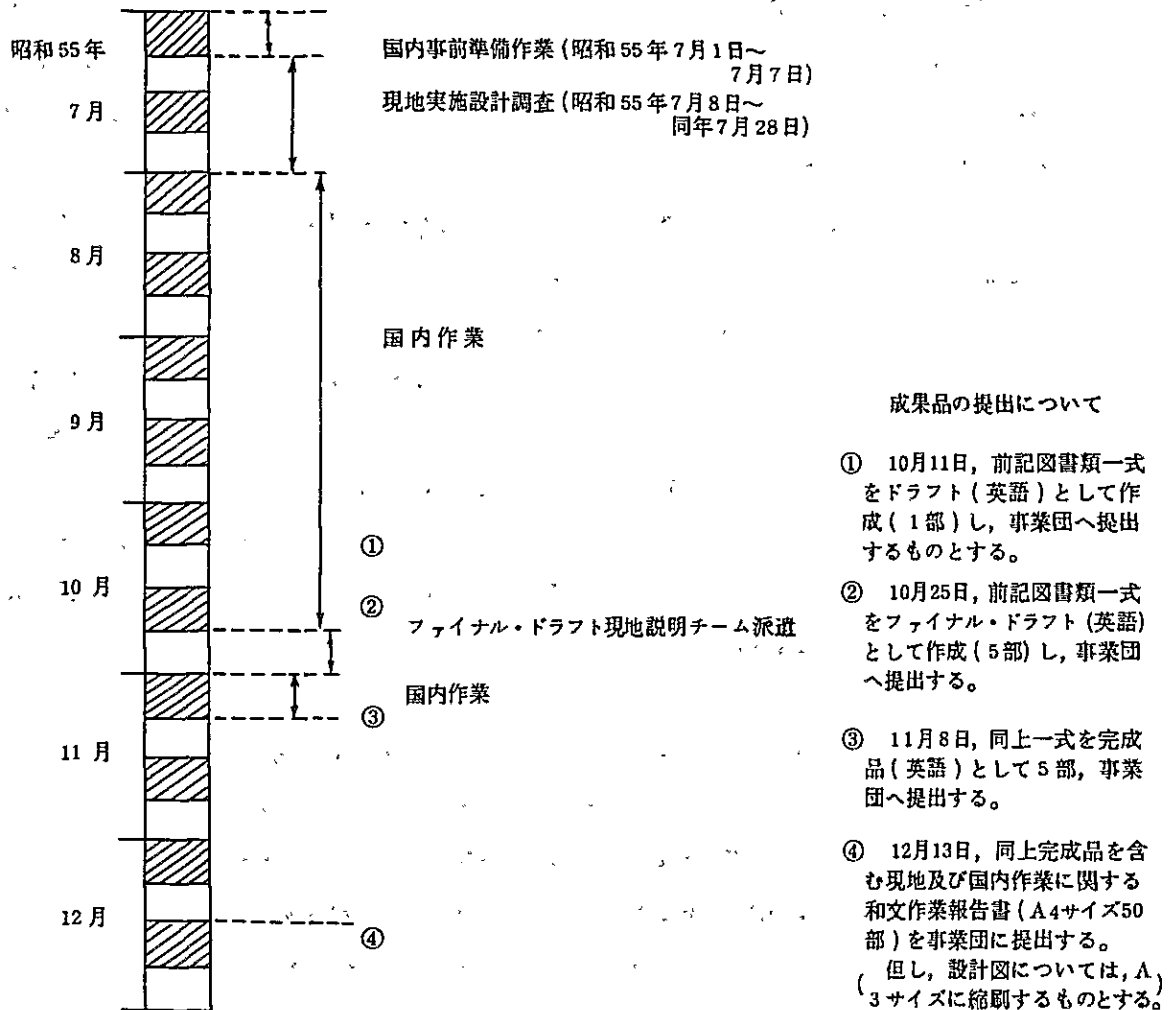 昭和55年
国内事前準備作業(昭和55年7月1日〜
7月7日)
7月
現地実施設計調査(昭和55年7月8日〜
同年7月28日)
8月
国内作業
9月
10月
①
②
ファイナル・ドラフト現地説明チーム派遣
国内作業
③
11月
12月
④
成果品の提出について
① 10月11日,前記図書類一式
をドラフト(英語)として作
成(1部)し,事業団へ提出
するものとする。
② 10月25日,前記図書類一式
をファイナル・ドラフト(英語)
として作成(5部)し,事業団
へ提出する。
③ 11月8日,同上一式を完成
品(英語)として5部,事業
団へ提出する。
④ 12月13日,同上完成品を含
む現地及び国内作業に関する
和文作業報告書(A4サイズ50
部)を事業団に提出する。
(但し,設計図については,A
3サイズに縮刷するものとする。)